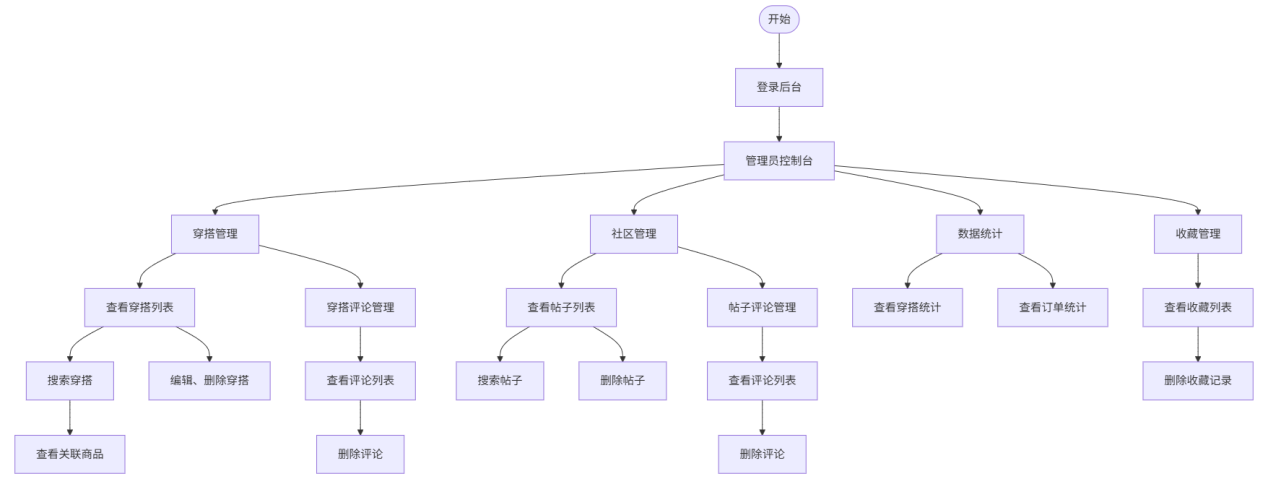 开始
登录后台
管理员控制台
穿搭管理
社区管理
数据统计
收藏管理
查看穿搭列表
穿搭评论管理
查看帖子列表
帖子评论管理
查看穿搭统计
查看订单统计
查看收藏列表
搜索穿搭
编辑、删除穿搭
查看评论列表
搜索帖子
删除帖子
查看评论列表
删除收藏记录
查看关联商品
删除评论
删除评论